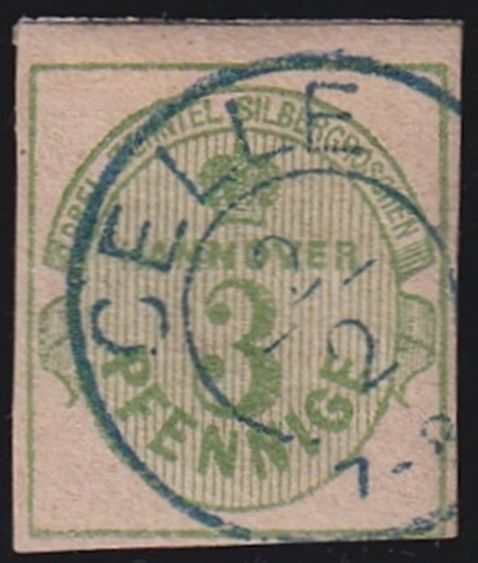 DREI ZEHNTEL SILBERGROSCHEN
HANNOVER
3
PFENNIGE
CELLE